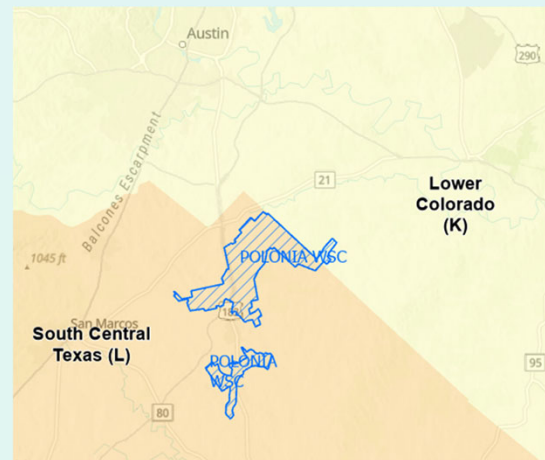 Austin
290
Balcones Escarpment
21
Lower
Colorado
(K)
POLONIA WSC
1045 ft
San Marcos
183
South Central
Texas (L)
POLONIA
WSC
95
80